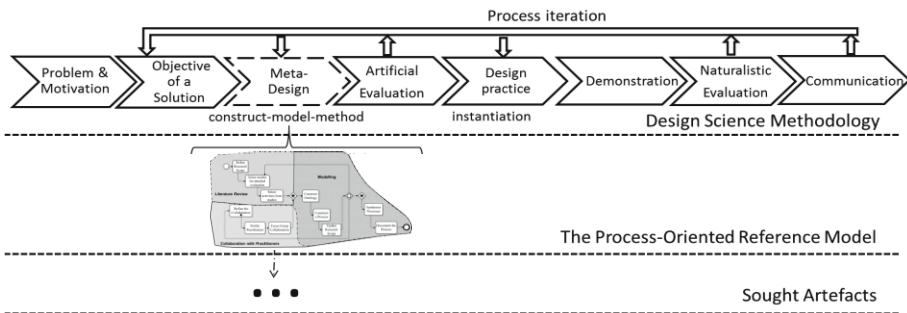 Process iteration
Problem &
Motivation
Objective
of a
Solution
Meta-
Design
Artificial
Evaluation
Design
practice
Demonstration
Naturalistic
Evaluation
Communication
construct-model-method
instantiation
Design Science Methodology
Modelling
Literature Review
Collaboration with Practitioners
The Process-Oriented Reference Model
Sought Artefacts